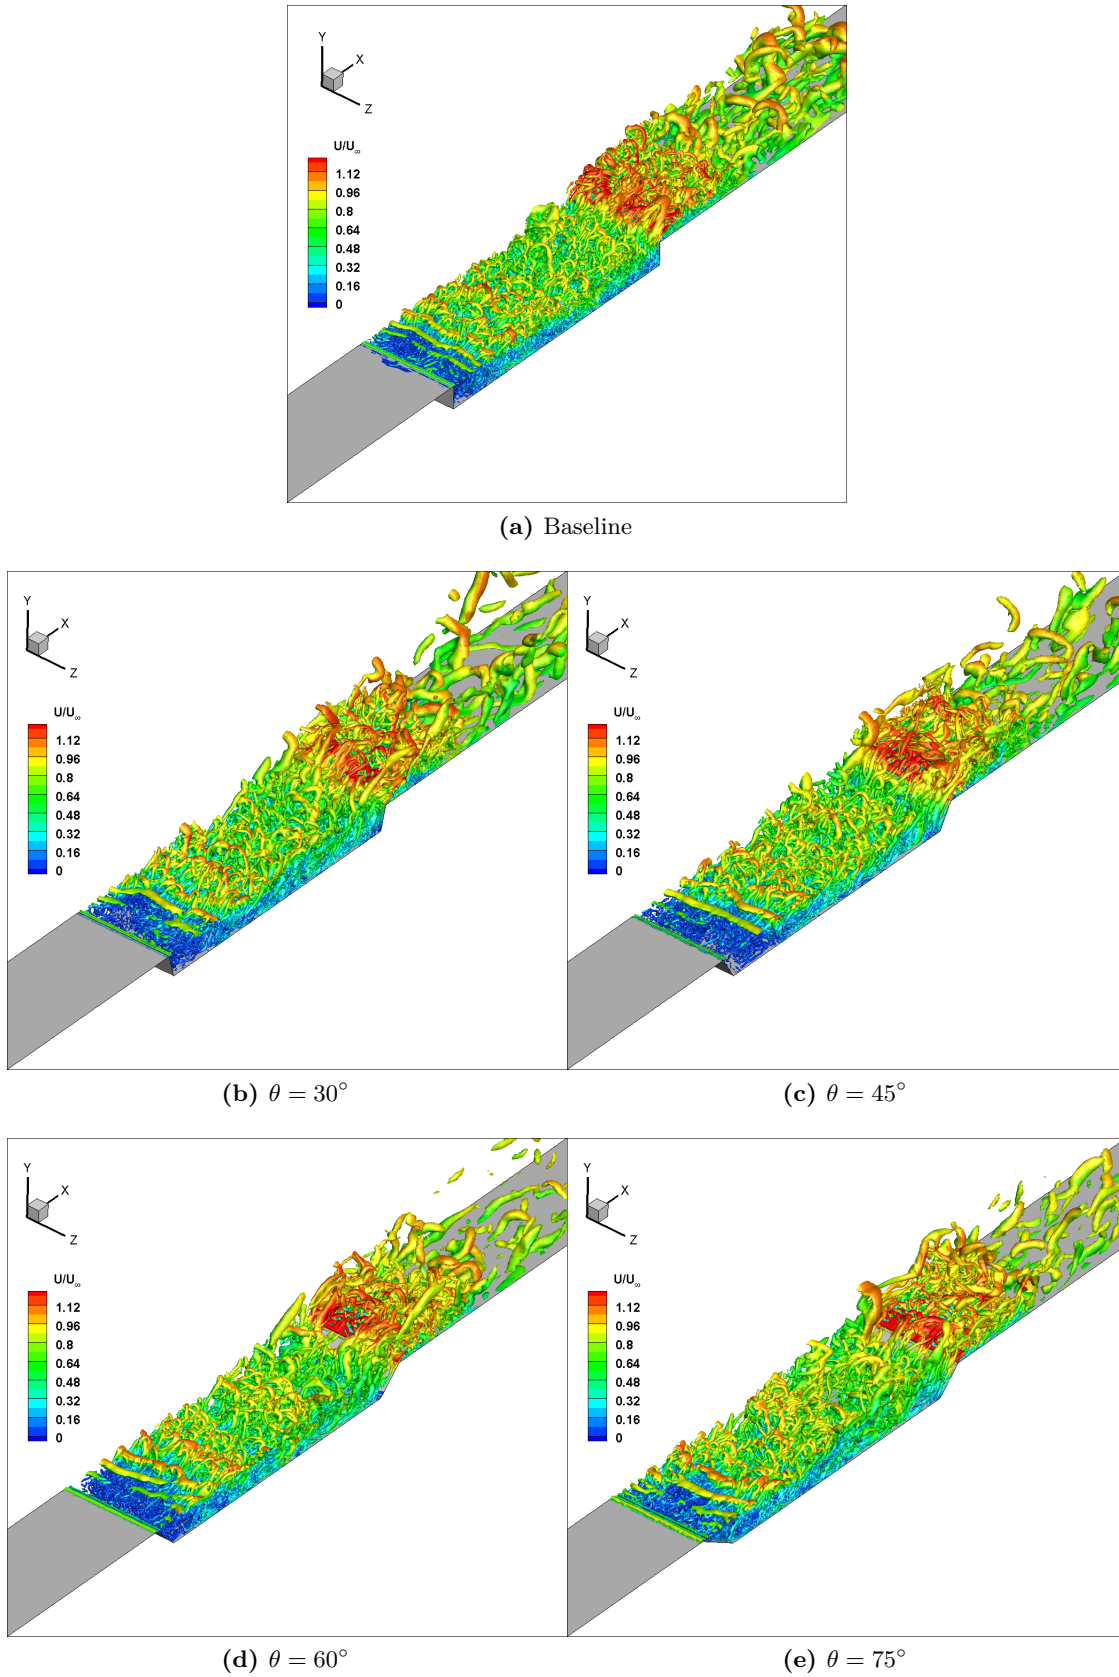 Y
X
Z
U/U∞
1.12
0.96
0.8
0.64
0.48
0.32
0.16
0
(a) Baseline
Y
X
Z
U/U∞
1.12
0.96
0.8
0.64
0.48
0.32
0.16
0
Y
X
Z
U/U∞
1.12
0.96
0.8
0.64
0.48
0.32
0.16
0
(b) θ = 30°
(c) θ = 45°
Y
X
Z
U/U∞
1.12
0.96
0.8
0.64
0.48
0.32
0.16
0
Y
X
Z
U/U∞
1.12
0.96
0.8
0.64
0.48
0.32
0.16
0
(d) θ = 60°
(e) θ = 75°